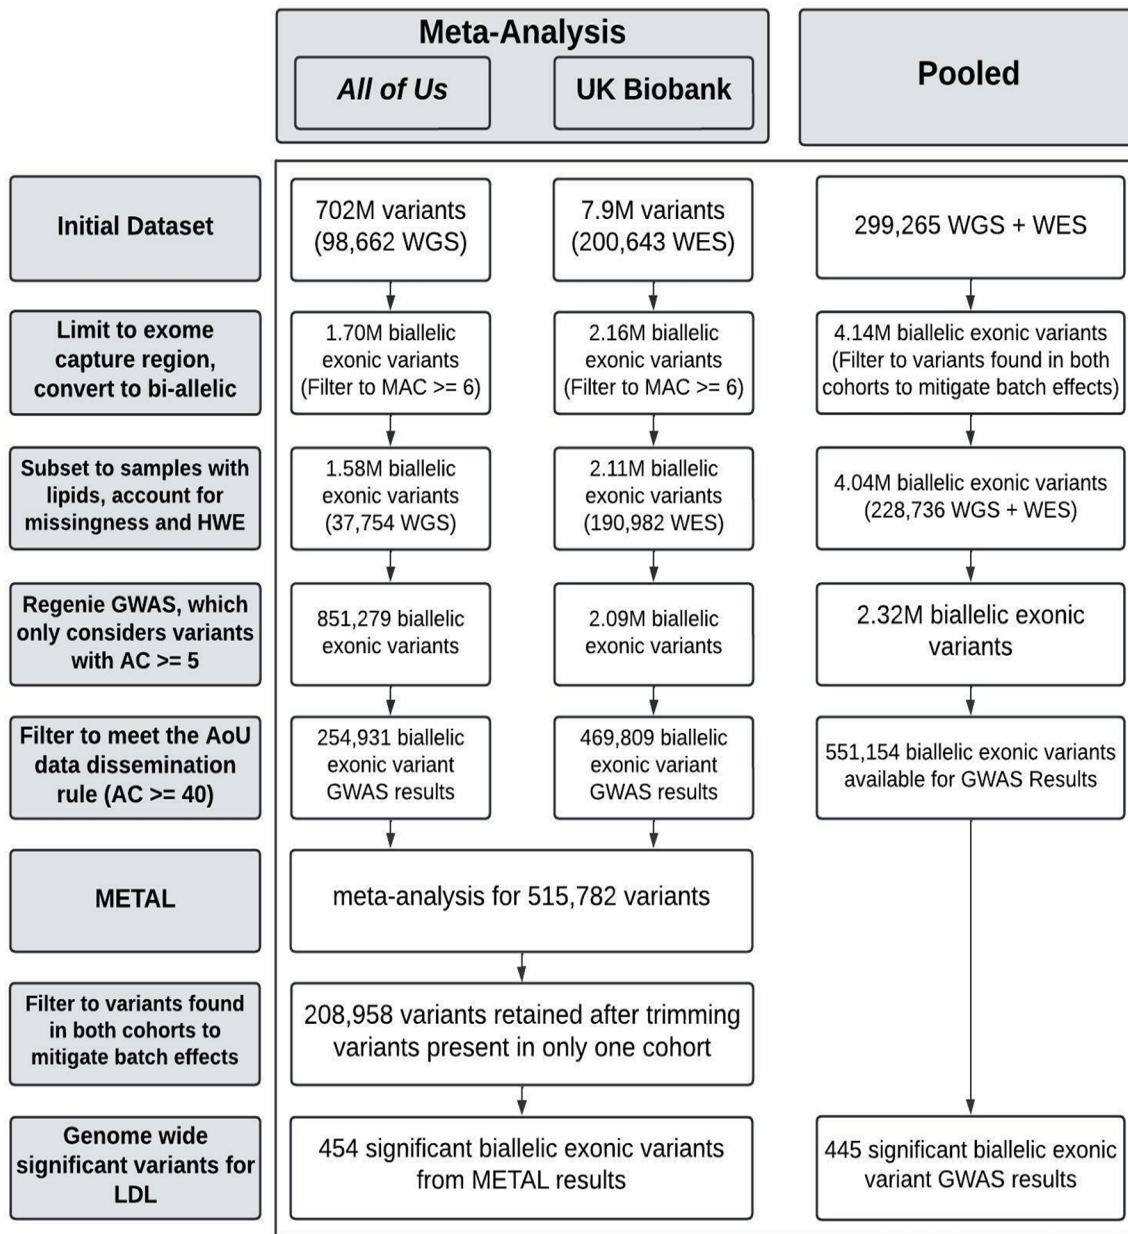 Meta-Analysis
All of Us
UK Biobank
Pooled
Initial Dataset
702M variants
(98,662 WGS)
7.9M variants
(200,643 WES)
299,265 WGS + WES
Limit to exome
capture region,
convert to bi-allelic
1.70M biallelic
exonic variants
(Filter to MAC >= 6)
2.16M biallelic
exonic variants
(Filter to MAC >= 6)
4.14M biallelic exonic variants
(Filter to variants found in both
cohorts to mitigate batch effects)
Subset to samples with
lipids, account for
missingness and HWE
1.58M biallelic
exonic variants
(37,754 WGS)
2.11M biallelic
exonic variants
(190,982 WES)
4.04M biallelic exonic variants
(228,736 WGS + WES)
Regenie GWAS, which
only considers variants
with AC >= 5
851,279 biallelic
exonic variants
2.09M biallelic
exonic variants
2.32M biallelic exonic
variants
Filter to meet the AoU
data dissemination
rule (AC >= 40)
254,931 biallelic
exonic variant
GWAS results
469,809 biallelic
exonic variant
GWAS results
551,154 biallelic exonic variants
available for GWAS Results
METAL
meta-analysis for 515,782 variants
Filter to variants found
in both cohorts to
mitigate batch effects
208,958 variants retained after trimming
variants present in only one cohort
Genome wide
significant variants for
LDL
454 significant biallelic exonic variants
from METAL results
445 significant biallelic exonic
variant GWAS results